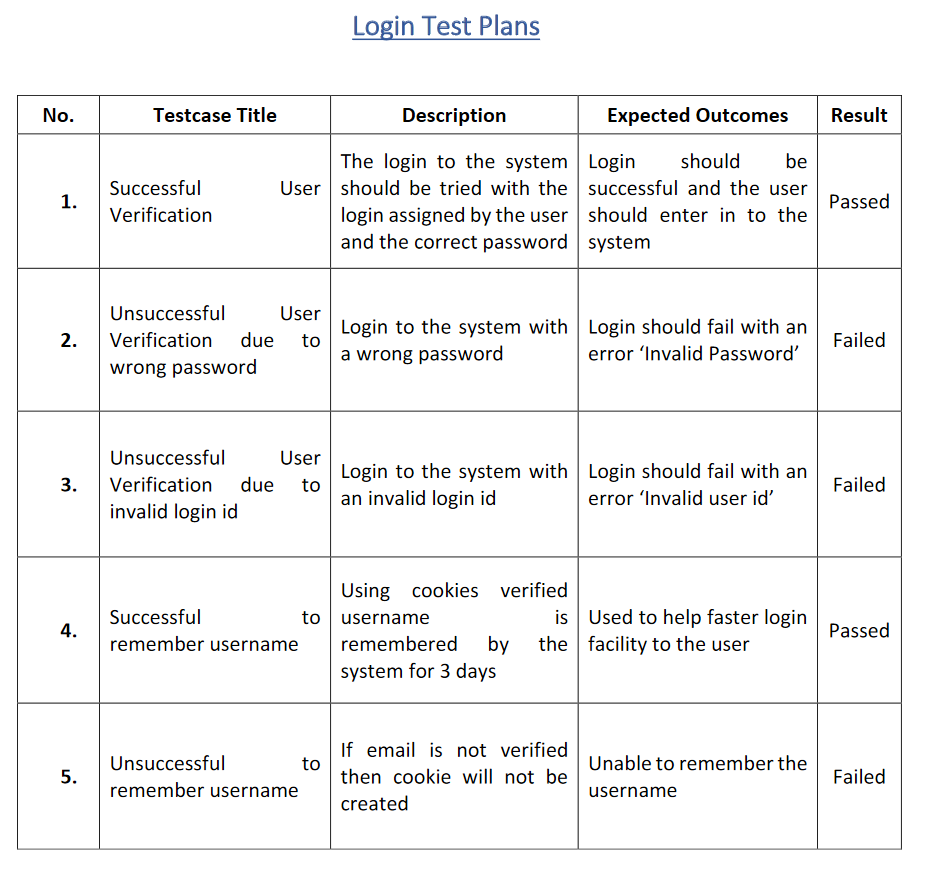 Login Test Plans
No. Testcase Title Description Expected Outcomes Result
1.
Successful User
Verification
The login to the system
should be tried with the
login assigned by the user
and the correct password
Login should be
successful and the user
should enter in to the
system
Passed
2.
Unsuccessful User
Verification due to
wrong password
Login to the system with
a wrong password
Login should fail with an
error ‘Invalid Password’
Failed
3.
Unsuccessful User
Verification due to
invalid login id
Login to the system with
an invalid login id
Login should fail with an
error ‘Invalid user id’
Failed
4.
Successful to
remember username
Using cookies verified
username is
remembered by the
system for 3 days
Used to help faster login
facility to the user
Passed
5.
Unsuccessful to
remember username
If email is not verified
then cookie will not be
created
Unable to remember the
username
Failed